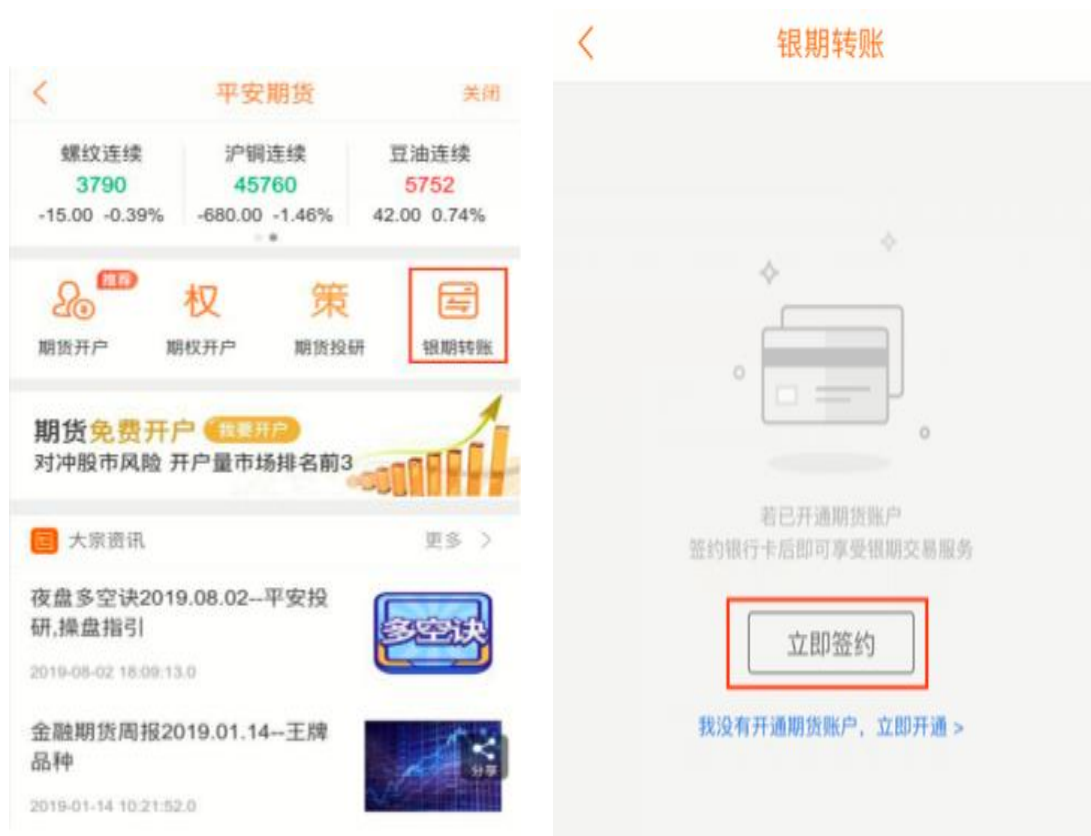 平安期货
关闭
螺纹连续
沪铜连续
豆油连续
3790
45760
5752
-15.00 -0.39%
-680.00 -1.46%
42.00 0.74%
推荐
权
策
期货开户
期权开户
期货投研
银期转账
期货免费开户
我要开户
对冲股市风险 开户量市场排名前3
大宗资讯
更多
夜盘多空诀2019.08.02--平安投
研,操盘指引
多空诀
2019-08-02 18:09:13.0
金融期货周报2019.01.14--王牌
品种
分享
2019-01-14 10:21:52.0
银期转账
若已开通期货账户
签约银行卡后即可享受银期交易服务
立即签约
我没有开通期货账户，立即开通 >